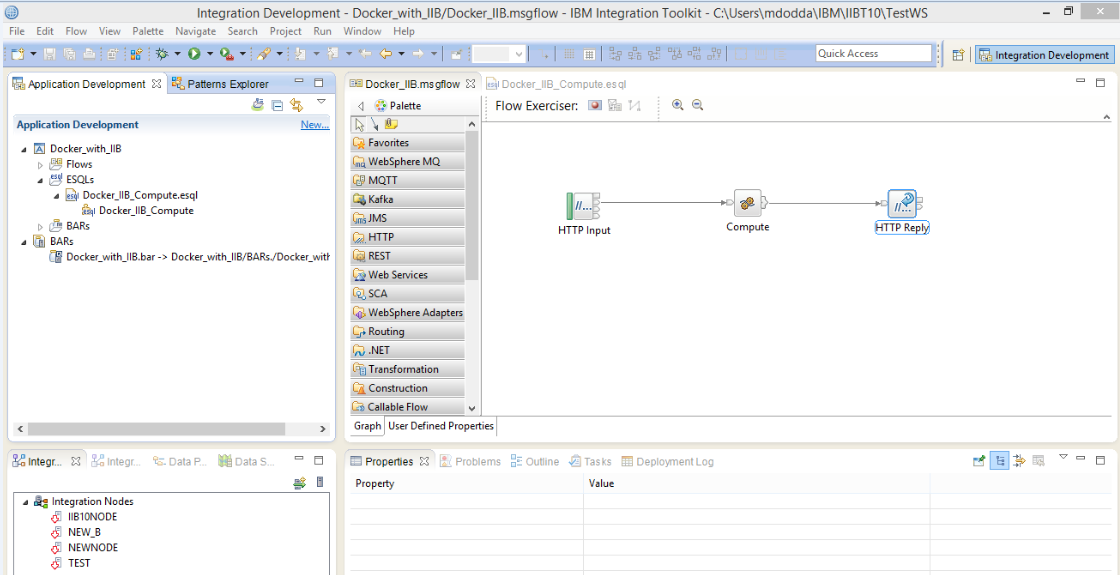 Integration Development - Docker_with_IIB/Docker_IIB.msgflow - IBM Integration Toolkit - C:\Users\mdodda\IBM\IIBT10\TestWS
File Edit Flow View Palette Navigate Search Project Run Window Help
Quick Access
Integration Development
Application Development
Patterns Explorer
Application Development
New...
Docker_with_IIB
Flows
ESQLs
Docker_IIB_Compute.esql
Docker_IIB_Compute
BARs
BARs
Docker_with_IIB.bar -> Docker_with_IIB/BARs./Docker_with
Docker_IIB.msgflow
Docker_IIB_Compute.esql
Palette
Flow Exerciser:
Favorites
WebSphere MQ
MQTT
Kafka
JMS
HTTP
REST
Web Services
SCA
WebSphere Adapters
Routing
.NET
Transformation
Construction
Callable Flow
HTTP Input
Compute
HTTP Reply
Graph
User Defined Properties
Integr...
Integr...
Data P...
Data S...
Integration Nodes
IIB10NODE
NEW_B
NEWNODE
TEST
Properties
Problems
Outline
Tasks
Deployment Log
Property
Value